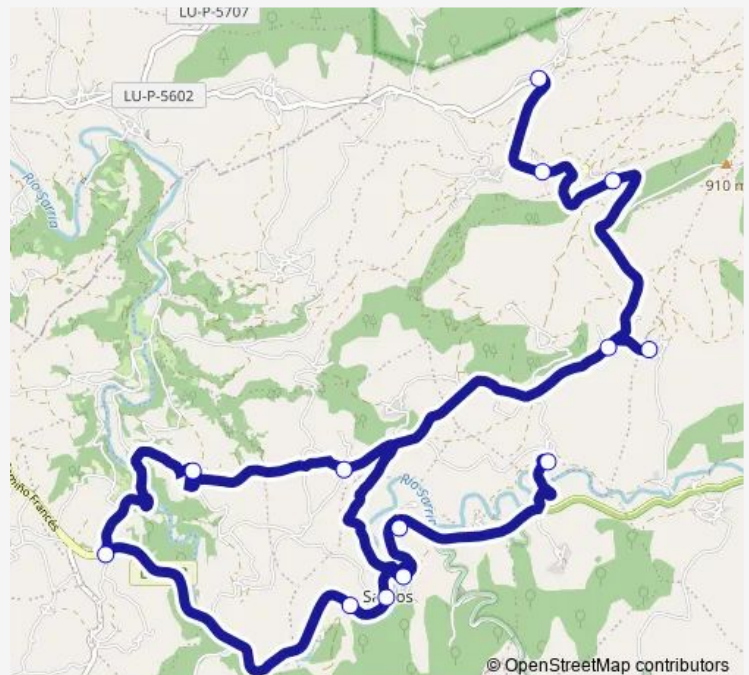 LU-P-5707
LU-P-5602
Río Sarria
910 m
Río Sarria
Camiño Francés
L
Samos
© OpenStreetMap contributors